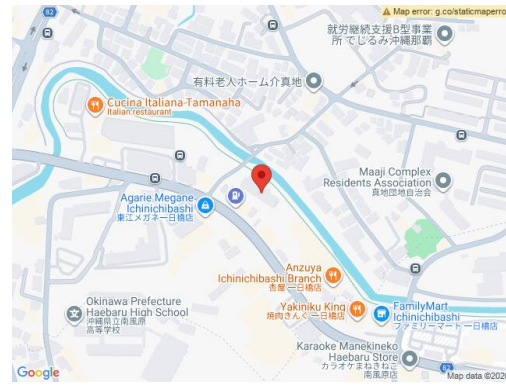 Map error: g.co/staticmaperro
82
就労継続支援B型事業
所 でじるみ沖縄那覇
有料老人ホーム介真地
Cucina Italiana Tamanaha
Italian restaurant
Maaji Complex
Residents Association
真地団地自治会
Agarie Megane
Ichinichibashi
東江メガネ一日橋店
Anzuya
Ichinichibashi Branch
杏屋 一日橋店
Okinawa Prefecture
Haebaru High School
沖縄県立南風原
高等学校
Yakiniku King
焼肉きんぐ 一日橋店
FamilyMart
Ichinichibashi
ファミリーマート一日橋店
Karaoke Manekineko
Haebaru Store
カラオケまねきねこ
南風原店
82
Google
Map data ©2026